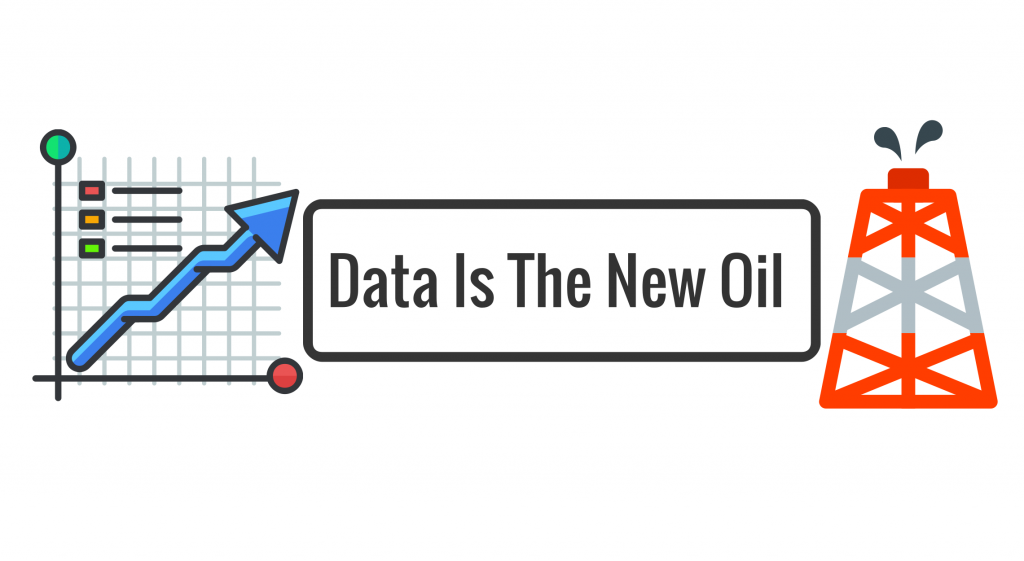 Data Is The New Oil